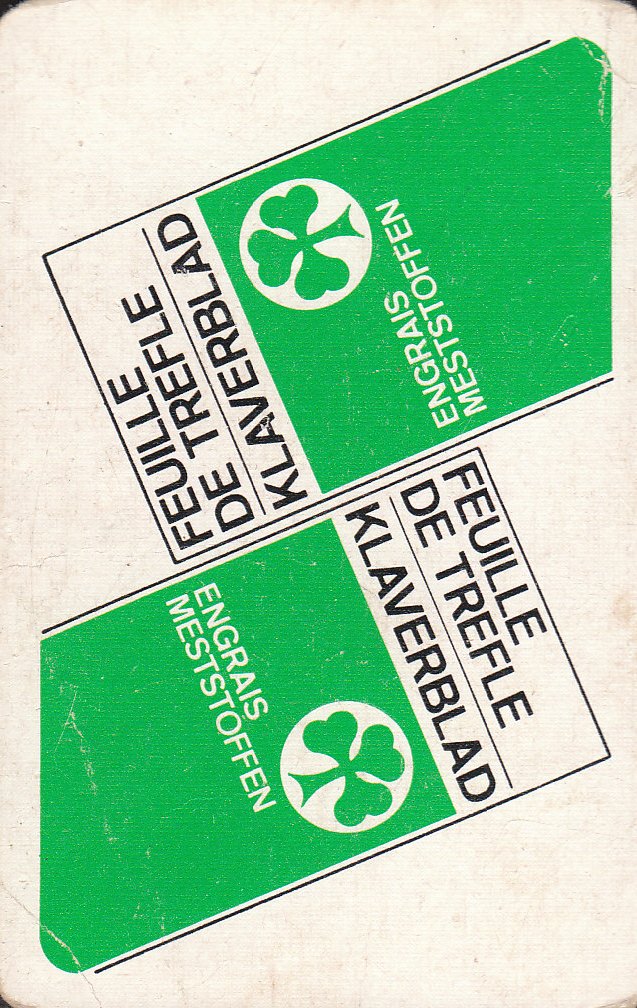 FEUILLE
DE TREFLE
KLAVERBLAD
ENGRAIS
MESTSTOFFEN
FEUILLE
DE TREFLE
KLAVERBLAD
ENGRAIS
MESTSTOFFEN